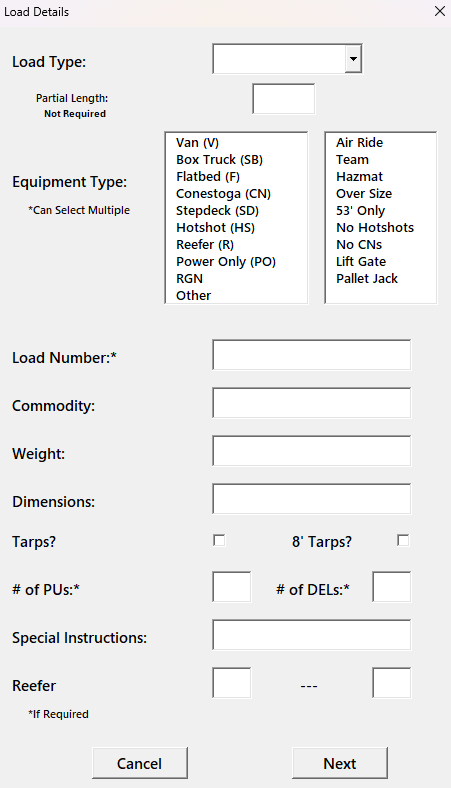 Load Details
Load Type:
Partial Length:
Not Required
Equipment Type:
*Can Select Multiple
Van (V)
Box Truck (SB)
Flatbed (F)
Conestoga (CN)
Stepdeck (SD)
Hotshot (HS)
Reefer (R)
Power Only (PO)
RGN
Other
Air Ride
Team
Hazmat
Over Size
53' Only
No Hotshots
No CNs
Lift Gate
Pallet Jack
Load Number:*
Commodity:
Weight:
Dimensions:
Tarps? 8' Tarps?
# of PUs:* # of DELs:*
Special Instructions:
Reefer ---
*If Required
Cancel Next